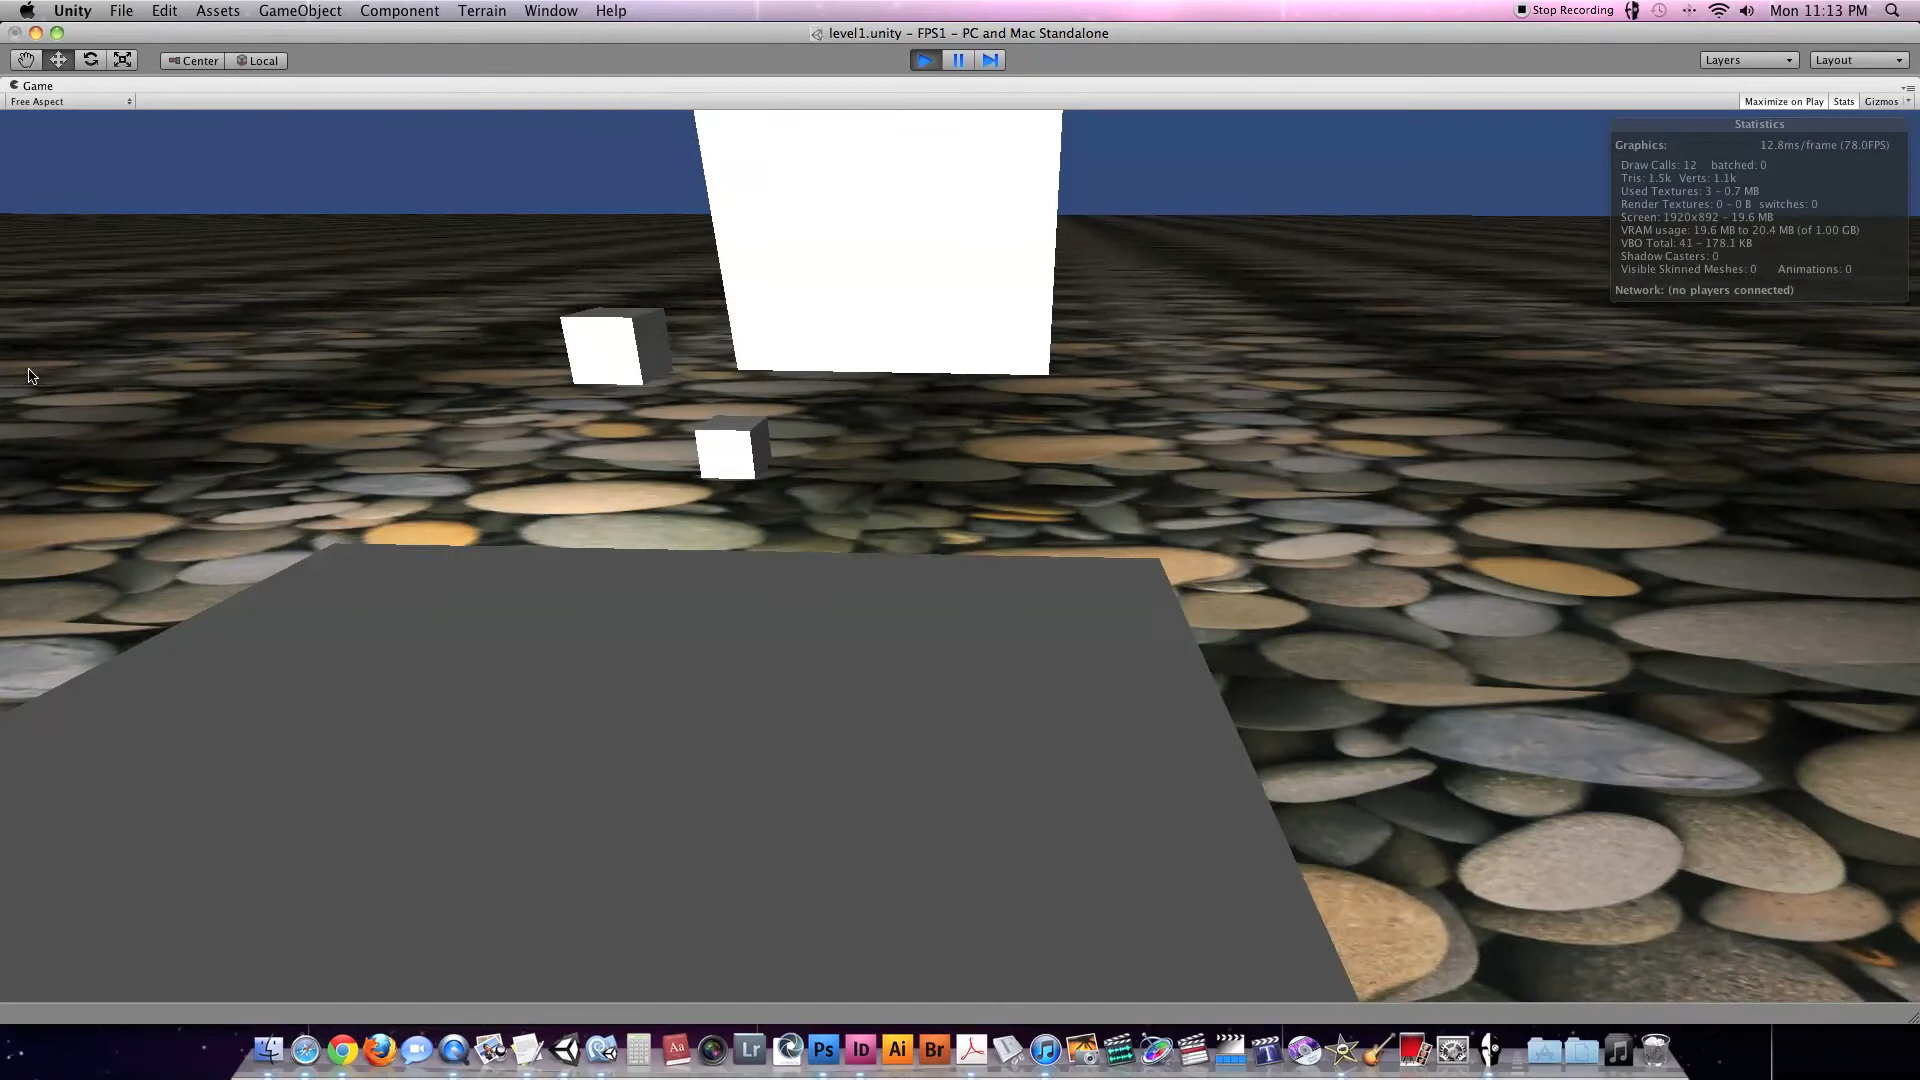 Unity File Edit Assets GameObject Component Terrain Window Help Stop Recording Mon 11:13 PM
level1.unity - FPS1 - PC and Mac Standalone
Center Local Layers Layout
Game
Free Aspect Maximize on Play Stats Gizmos
Statistics
Graphics: 12.8ms/frame (78.0FPS)
Draw Calls: 12 batched: 0
Tris: 1.5k Verts: 1.1k
Used Textures: 3 - 0.7 MB
Render Textures: 0 - 0 B switches: 0
Screen: 1920x892 - 19.6 MB
VRAM usage: 19.6 MB to 20.4 MB (of 1.00 GB)
VBO Total: 41 - 178.1 KB
Shadow Casters: 0
Visible Skinned Meshes: 0 Animations: 0
Network: (no players connected)
Aa Lr Ps Id Ai Br T